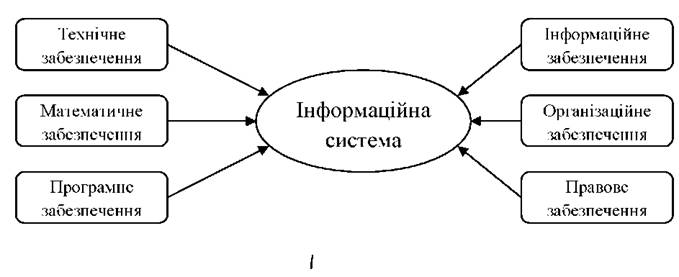 Технічне
забезпечення
Математичне
забезпечення
Програмне
забезпечення
Інформаційна
система
Інформаційне
забезпечення
Організаційне
забезпечення
Правове
забезпечення